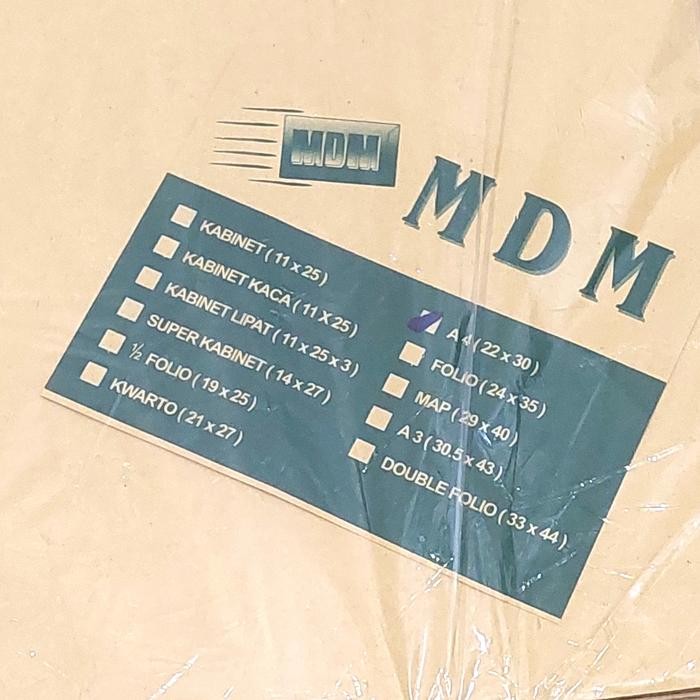 MDM
MDM
KABINET ( 11 x 25 )
KABINET KACA ( 11 X 25 )
KABINET LIPAT ( 11 x 25 x 3 )
SUPER KABINET ( 14 x 27 )
½ FOLIO ( 19 x 25 )
KWARTO ( 21 x 27 )
A 4 ( 22 x 30 )
FOLIO ( 24 x 35 )
MAP ( 29 x 40 )
A 3 ( 30.5 x 43 )
DOUBLE FOLIO ( 33 x 44 )